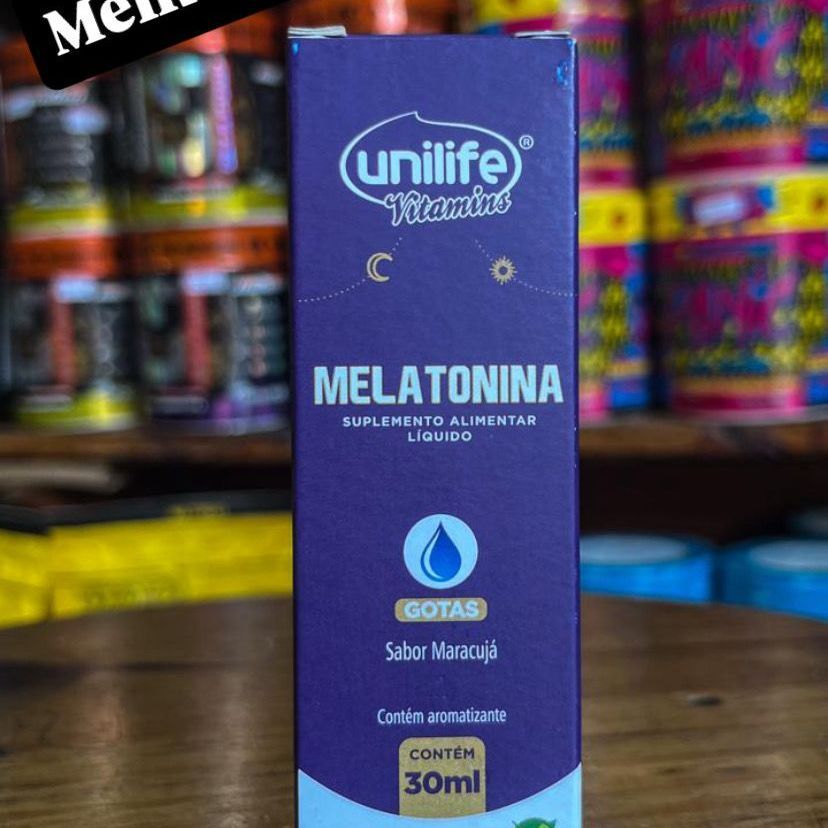 unilife®
Vitamins
MELATONINA
SUPLEMENTO ALIMENTAR
LÍQUIDO
GOTAS
Sabor Maracujá
Contém aromatizante
CONTÉM
30ml